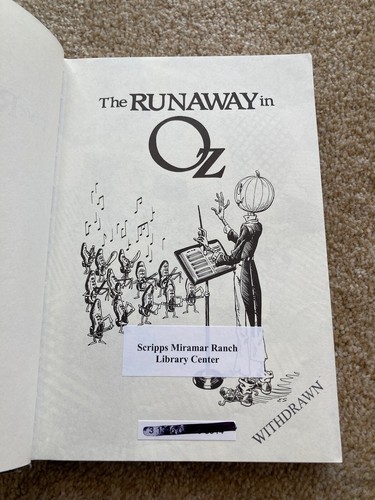 The RUNAWAY in
Oz
Scripps Miramar Ranch
Library Center
WITHDRAWN